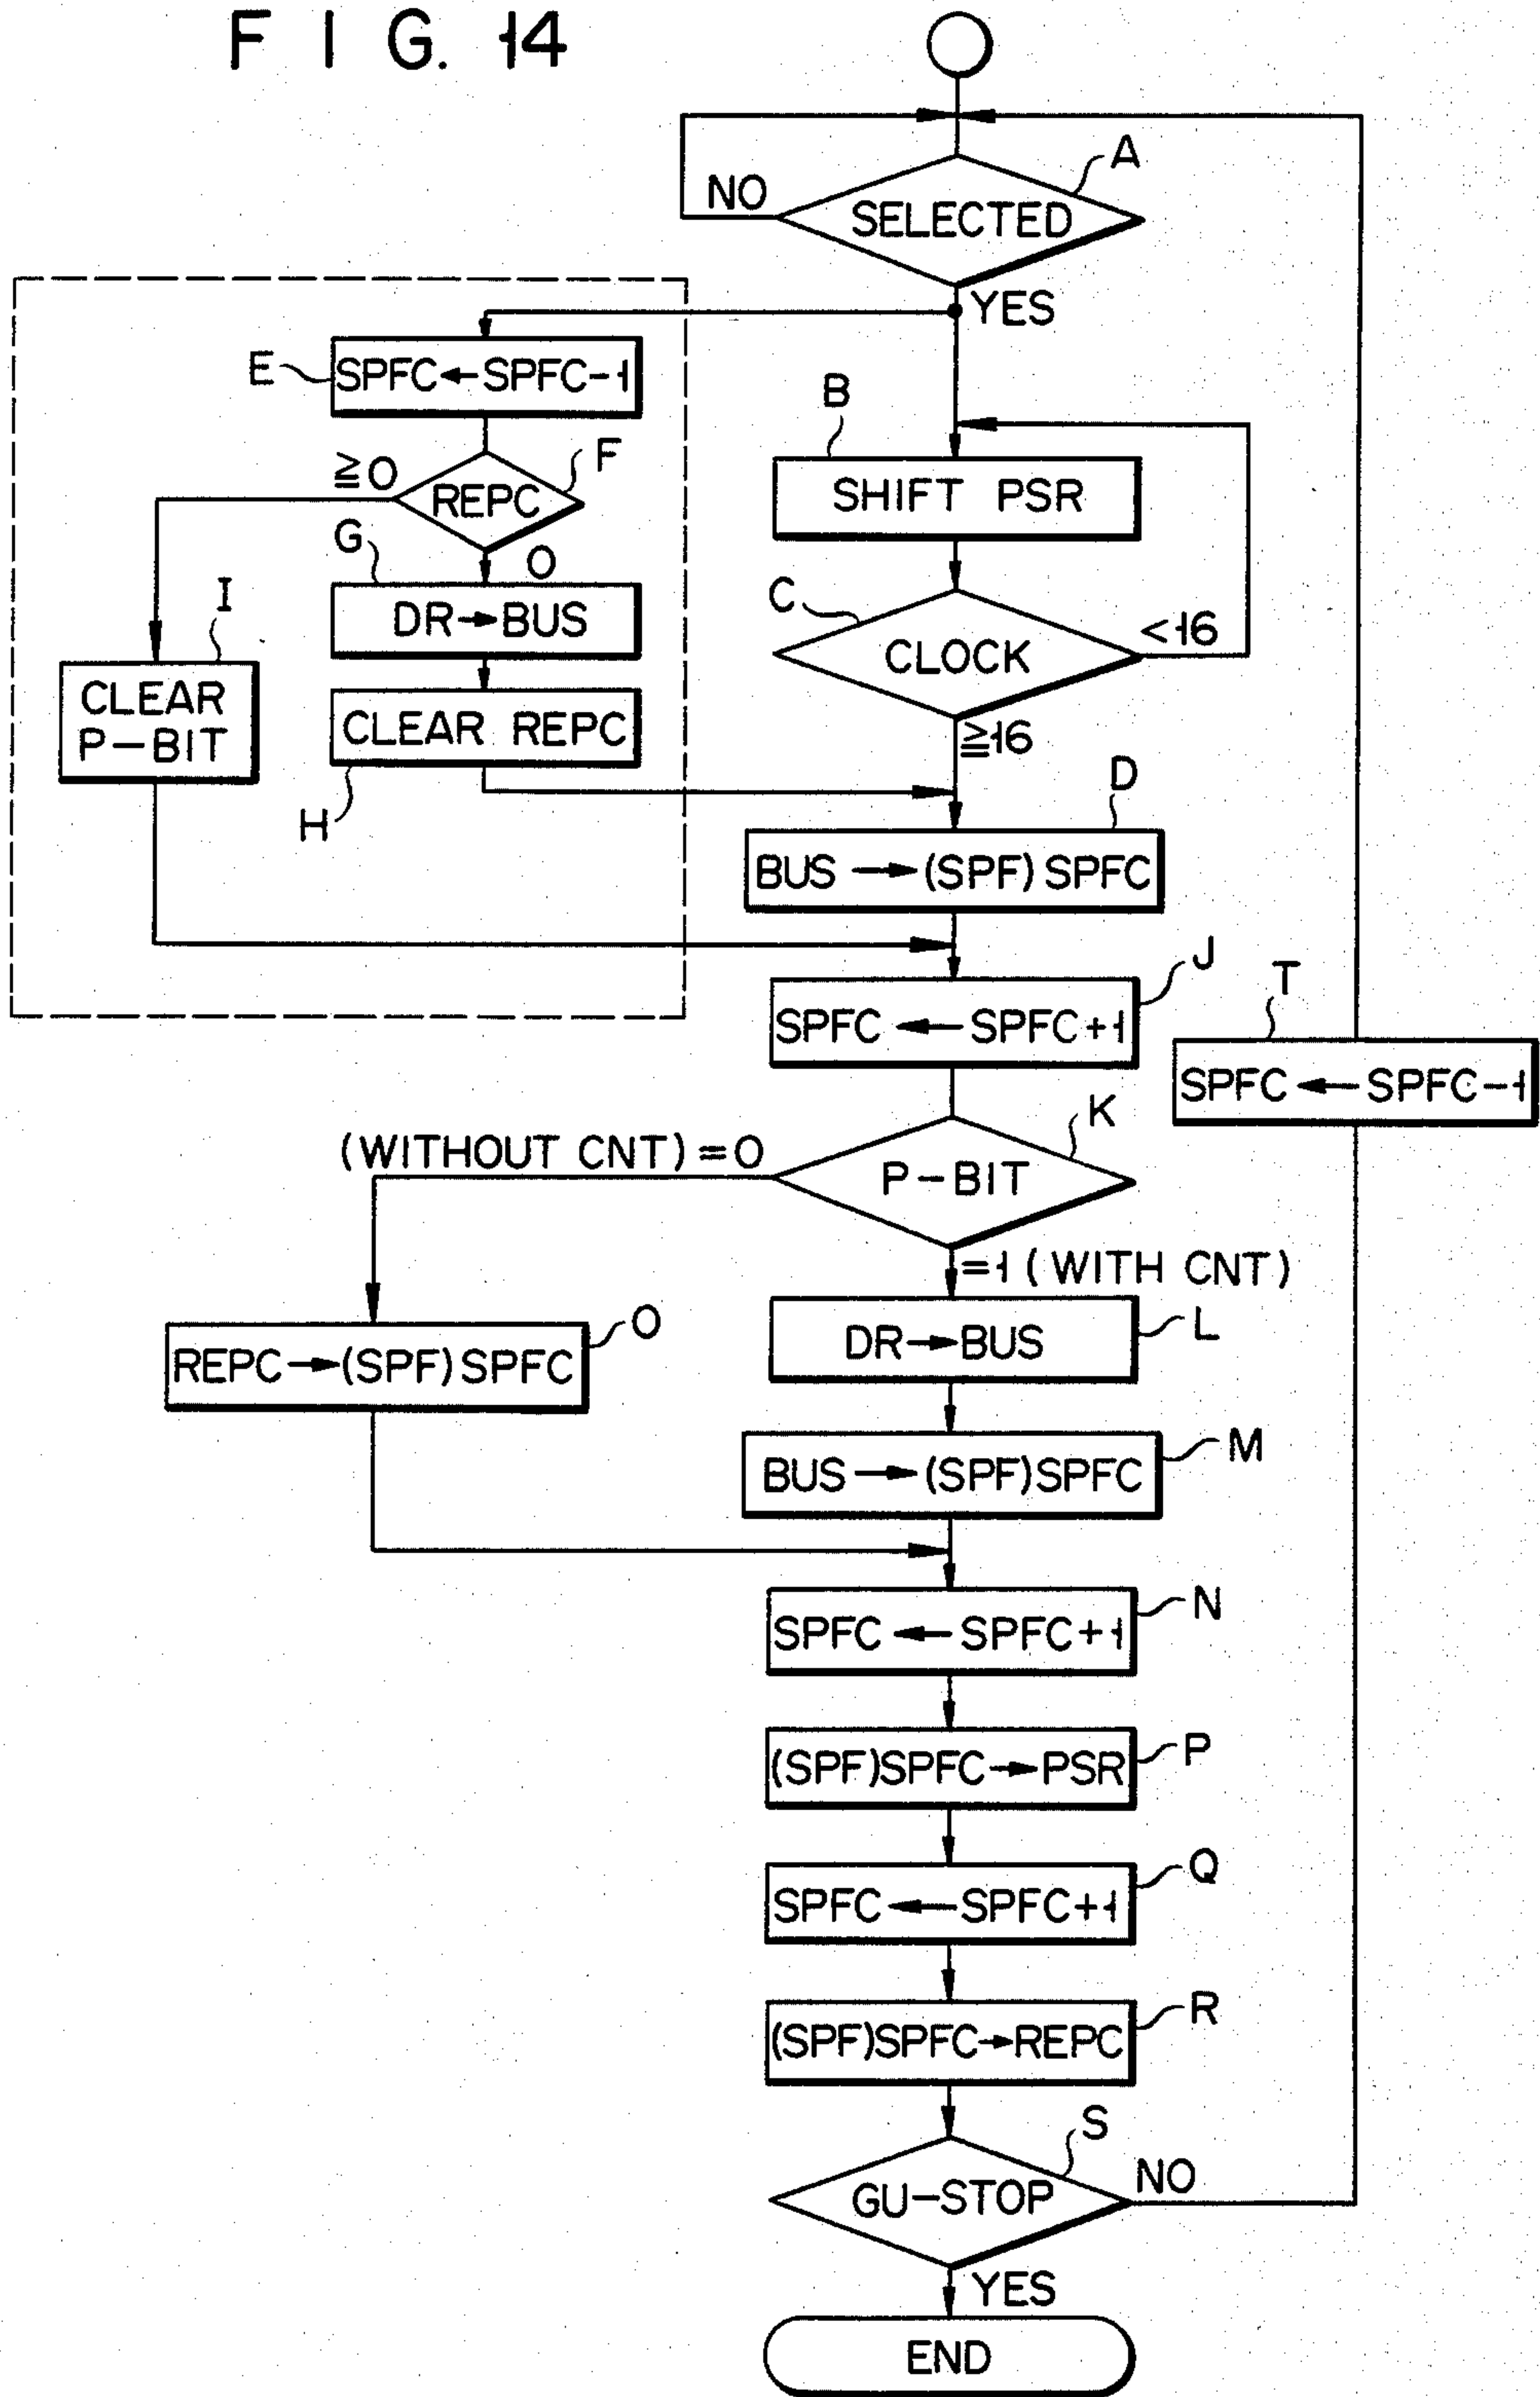 FIG. 14
A
NO
SELECTED
YES
E
SPFC←SPFC-1
B
≧0
F
REPC
SHIFT PSR
G
0
I
DR→BUS
C
<16
CLOCK
CLEAR
P-BIT
CLEAR REPC
≧16
H
D
BUS→(SPF)SPFC
J
SPFC←SPFC+1
T
SPFC←SPFC-1
K
(WITHOUT CNT)=0
P-BIT
=1(WITH CNT)
O
L
DR→BUS
REPC→(SPF)SPFC
M
BUS→(SPF)SPFC
N
SPFC←SPFC+1
P
(SPF)SPFC→PSR
Q
SPFC←SPFC+1
R
(SPF)SPFC→REPC
S
NO
GU-STOP
YES
END